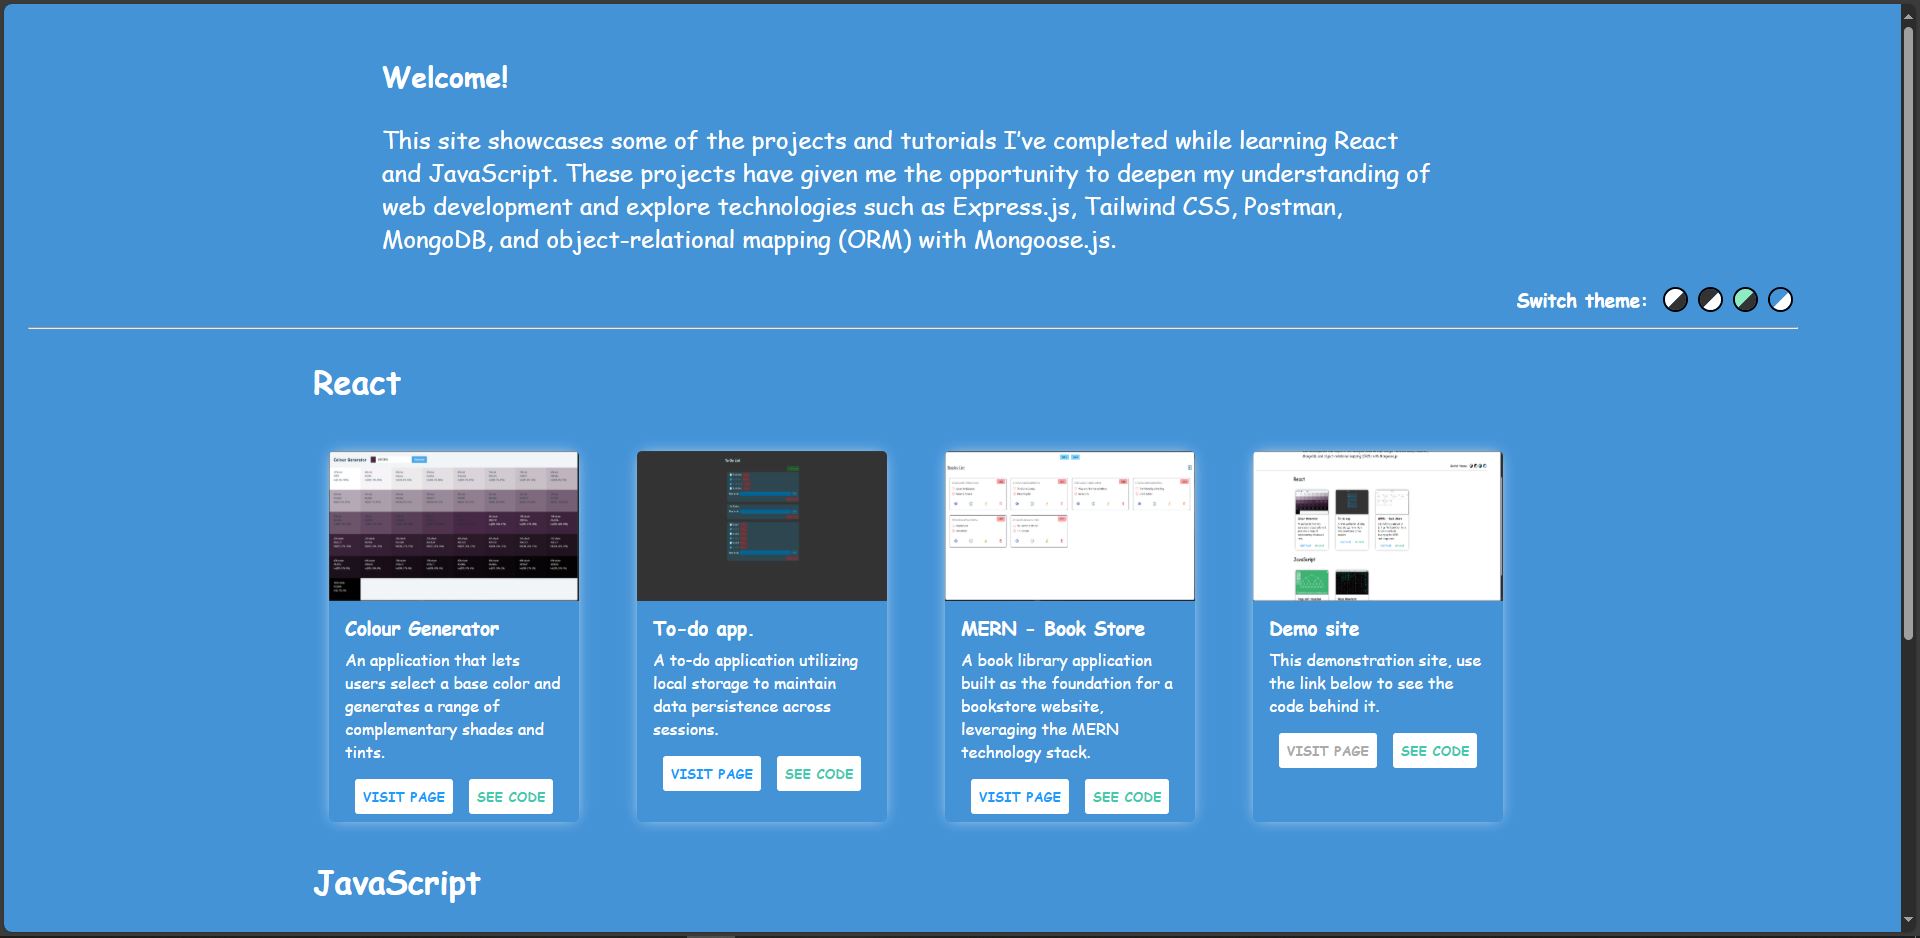 Welcome!
This site showcases some of the projects and tutorials I've completed while learning React
and JavaScript. These projects have given me the opportunity to deepen my understanding of
web development and explore technologies such as Express.js, Tailwind CSS, Postman,
MongoDB, and object-relational mapping (ORM) with Mongoose.js.
Switch theme:
React
Colour Generator
An application that lets
users select a base color and
generates a range of
complementary shades and
tints.
VISIT PAGE SEE CODE
To-do app.
A to-do application utilizing
local storage to maintain
data persistence across
sessions.
VISIT PAGE SEE CODE
MERN - Book Store
A book library application
built as the foundation for a
bookstore website,
leveraging the MERN
technology stack.
VISIT PAGE SEE CODE
Demo site
This demonstration site, use
the link below to see the
code behind it.
VISIT PAGE SEE CODE
JavaScript